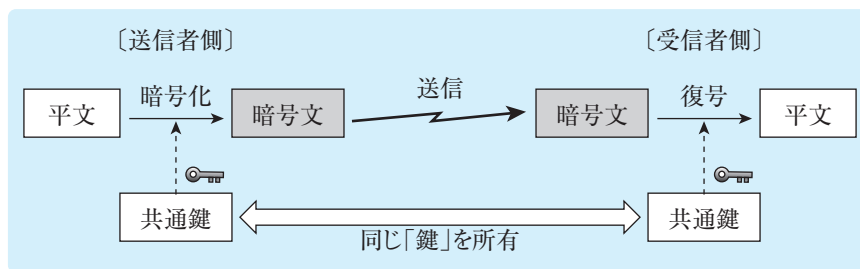 〔送信者側〕
〔受信者側〕
平文
暗号化
暗号文
送信
暗号文
復号
平文
共通鍵
共通鍵
同じ「鍵」を所有